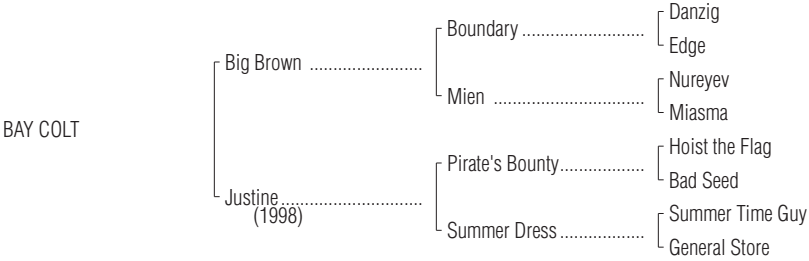 Danzig
Boundary ......................
Edge
Big Brown ....................
Nureyev
Mien ...........................
Miasma
BAY COLT
Hoist the Flag
Pirate's Bounty...............
Bad Seed
Justine.........................
(1998)
Summer Time Guy
Summer Dress ...............
General Store